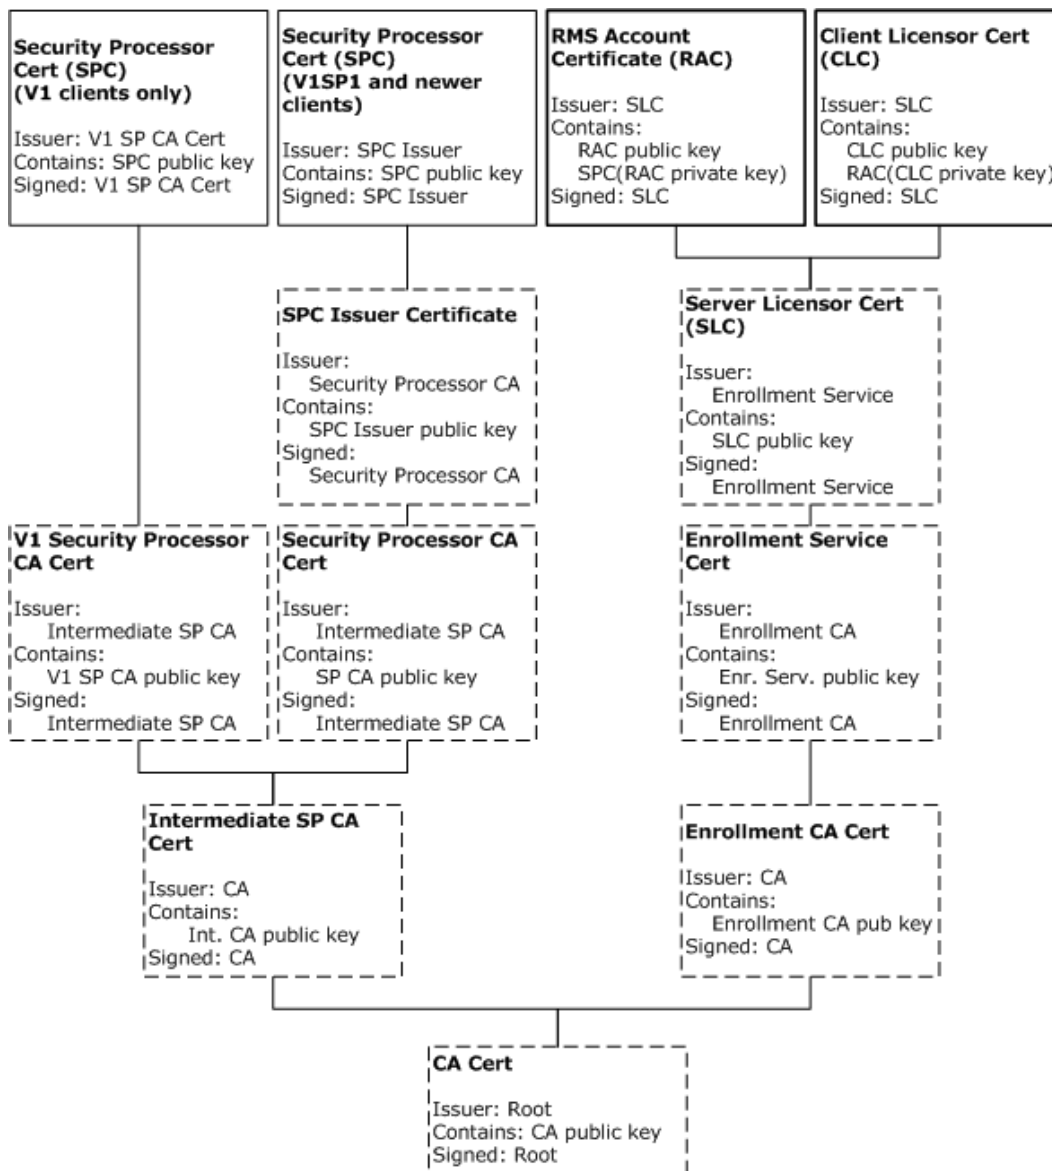 Security Processor
Cert (SPC)
(V1 clients only)
Issuer: V1 SP CA Cert
Contains: SPC public key
Signed: V1 SP CA Cert
Security Processor
Cert (SPC)
(V1SP1 and newer
clients)
Issuer: SPC Issuer
Contains: SPC public key
Signed: SPC Issuer
RMS Account
Certificate (RAC)
Issuer: SLC
Contains:
RAC public key
SPC(RAC private key)
Signed: SLC
Client Licensor Cert
(CLC)
Issuer: SLC
Contains:
CLC public key
RAC(CLC private key)
Signed: SLC
SPC Issuer Certificate
Issuer:
Security Processor CA
Contains:
SPC Issuer public key
Signed:
Security Processor CA
Server Licensor Cert
(SLC)
Issuer:
Enrollment Service
Contains:
SLC public key
Signed:
Enrollment Service
V1 Security Processor
CA Cert
Issuer:
Intermediate SP CA
Contains:
V1 SP CA public key
Signed:
Intermediate SP CA
Security Processor CA
Cert
Issuer:
Intermediate SP CA
Contains:
SP CA public key
Signed:
Intermediate SP CA
Enrollment Service
Cert
Issuer:
Enrollment CA
Contains:
Enr. Serv. public key
Signed:
Enrollment CA
Intermediate SP CA
Cert
Issuer: CA
Contains:
Int. CA public key
Signed: CA
Enrollment CA Cert
Issuer: CA
Contains:
Enrollment CA pub key
Signed: CA
CA Cert
Issuer: Root
Contains: CA public key
Signed: Root